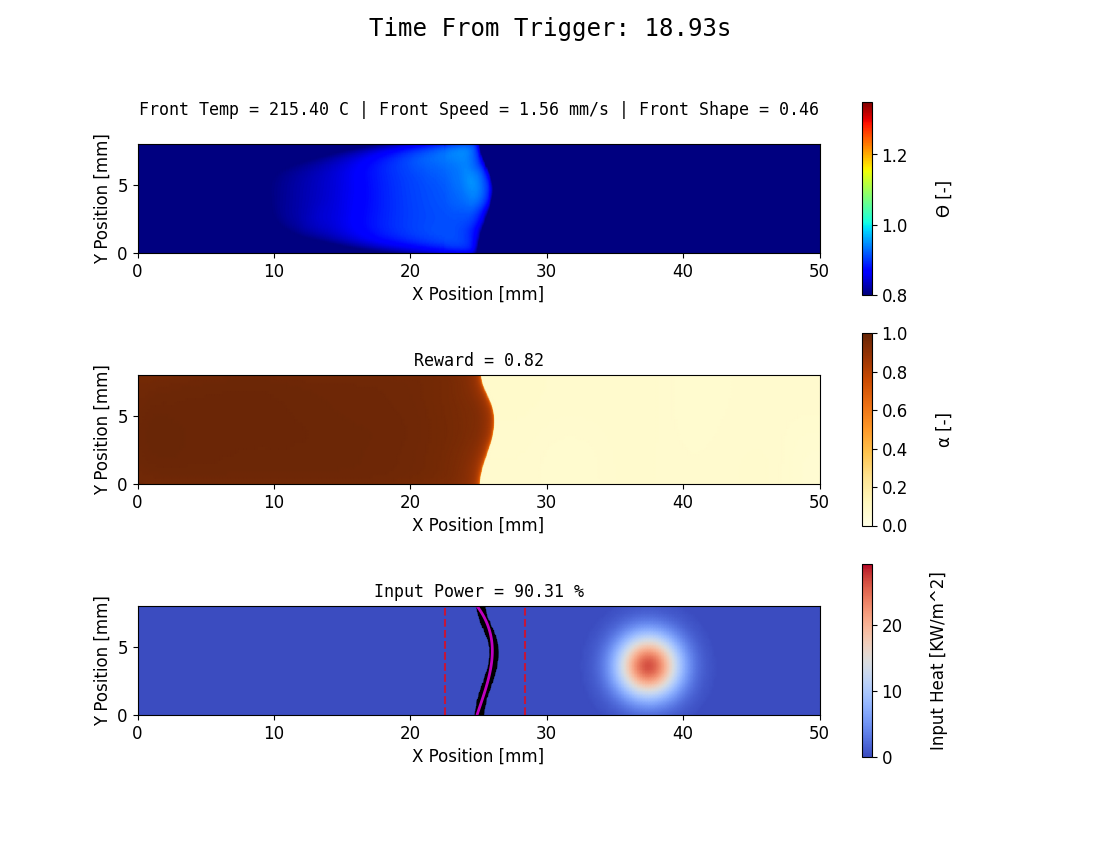 Time From Trigger: 18.93s
Front Temp = 215.40 C | Front Speed = 1.56 mm/s | Front Shape = 0.46
Y Position [mm]
5
0
0 10 20 30 40 50
X Position [mm]
1.2
1.0
0.8
Θ [-]
Reward = 0.82
Y Position [mm]
5
0
0 10 20 30 40 50
X Position [mm]
1.0
0.8
0.6
0.4
0.2
0.0
α [-]
Input Power = 90.31 %
Y Position [mm]
5
0
0 10 20 30 40 50
X Position [mm]
20
10
0
Input Heat [KW/m^2]